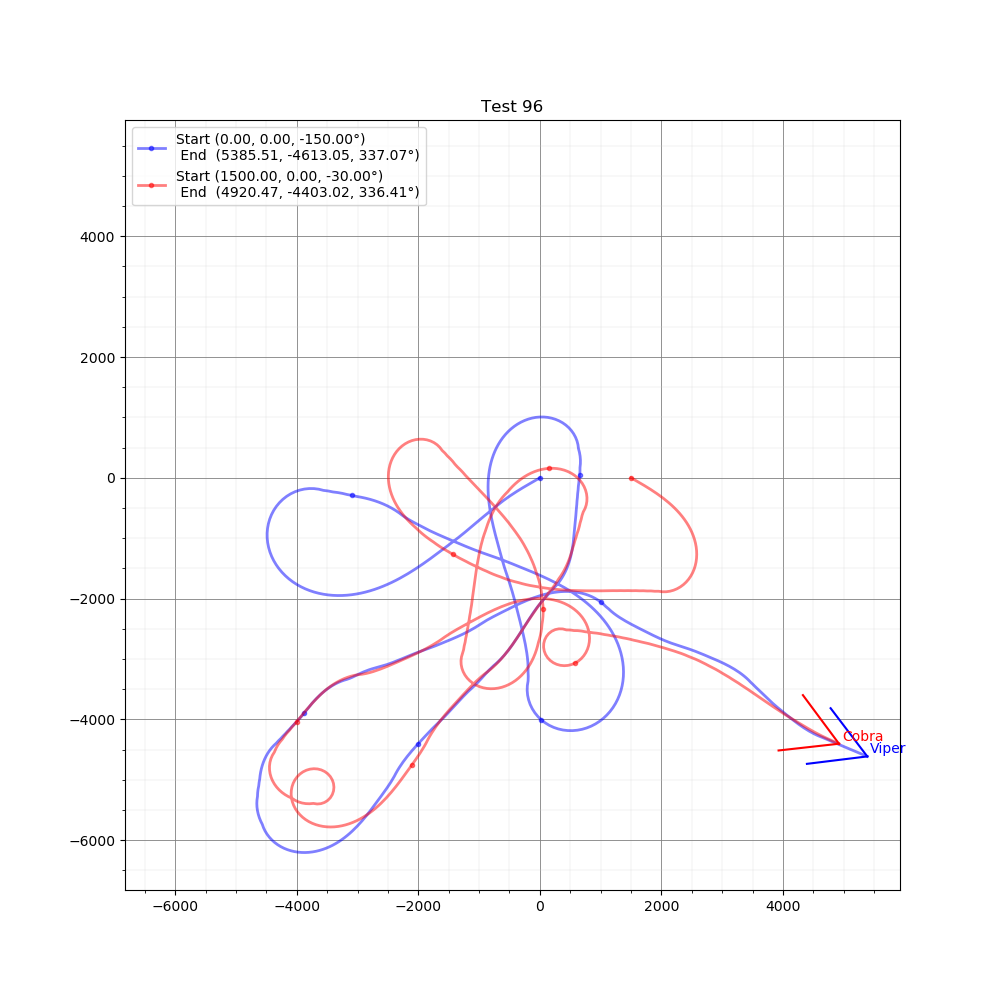 Test 96
Start (0.00, 0.00, -150.00°)
End  (5385.51, -4613.05, 337.07°)
Start (1500.00, 0.00, -30.00°)
End  (4920.47, -4403.02, 336.41°)
4000
2000
0
−2000
−4000
−6000
Cobra
Viper
−6000
−4000
−2000
0
2000
4000